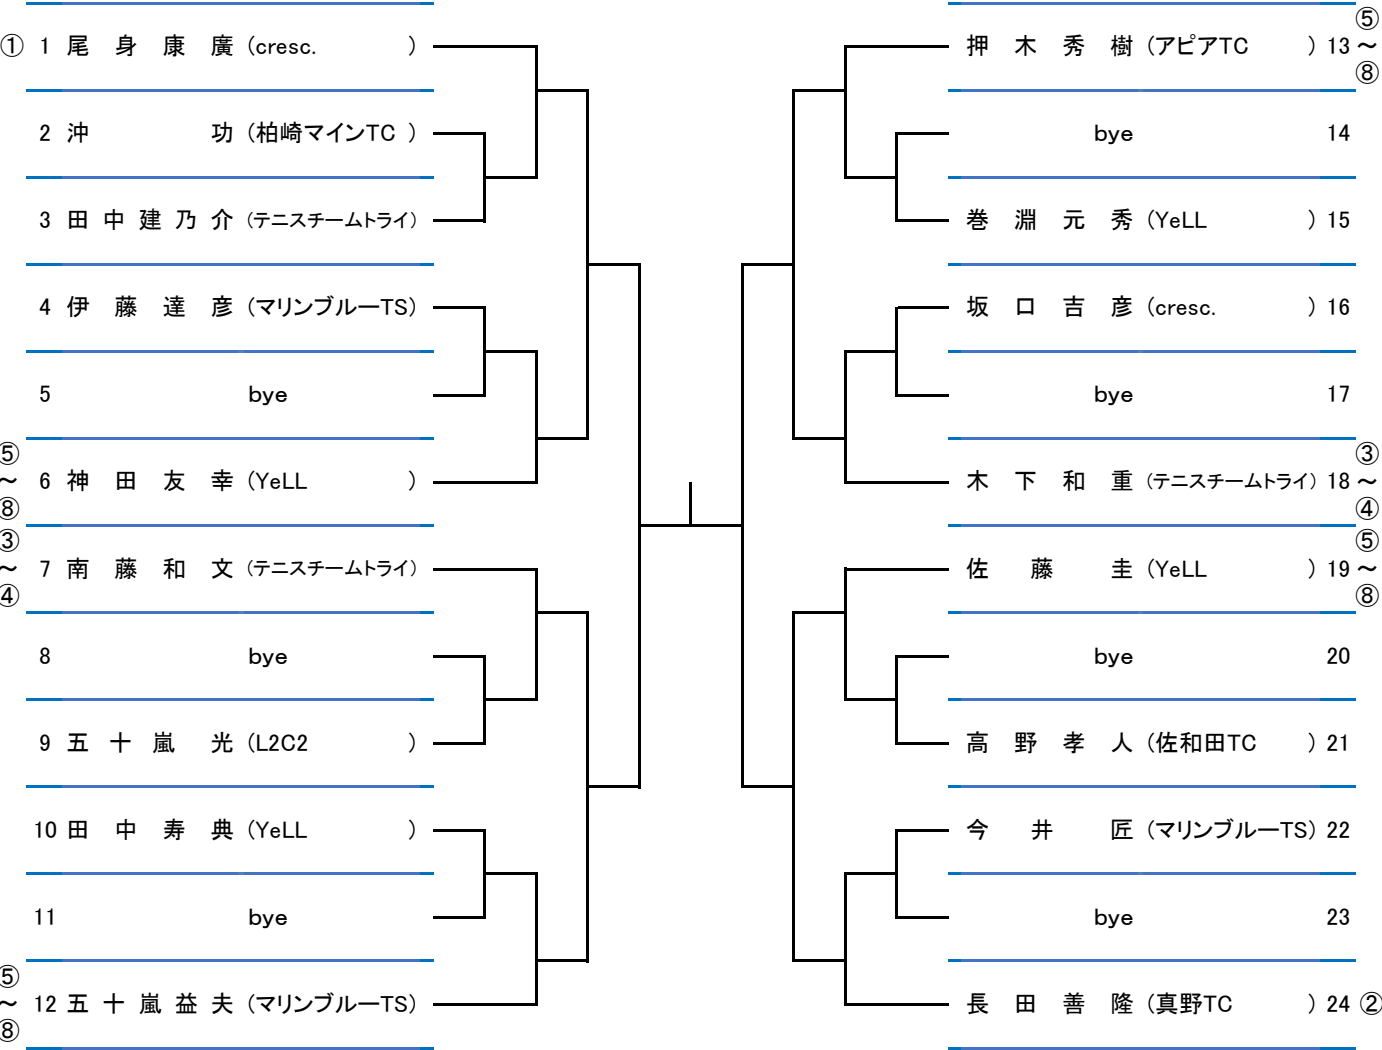 ① 1 尾身康廣 (cresc. )
2 沖 功 (柏崎マインTC )
3 田中建乃介 (テニスチームトライ)
4 伊藤達彦 (マリンブルーTS)
5 bye
⑤～⑧ 6 神田友幸 (YeLL )
③～④ 7 南藤和文 (テニスチームトライ)
8 bye
9 五十嵐 光 (L2C2 )
10 田中寿典 (YeLL )
11 bye
⑤～⑧ 12 五十嵐益夫 (マリンブルーTS)
押木秀樹 (アピアTC ) 13 ⑤～⑧
bye 14
巻淵元秀 (YeLL ) 15
坂口吉彦 (cresc. ) 16
bye 17
木下和重 (テニスチームトライ) 18 ③～④
佐藤 圭 (YeLL ) 19 ⑤～⑧
bye 20
高野孝人 (佐和田TC ) 21
今井 匠 (マリンブルーTS) 22
bye 23
長田善隆 (真野TC ) 24 ②